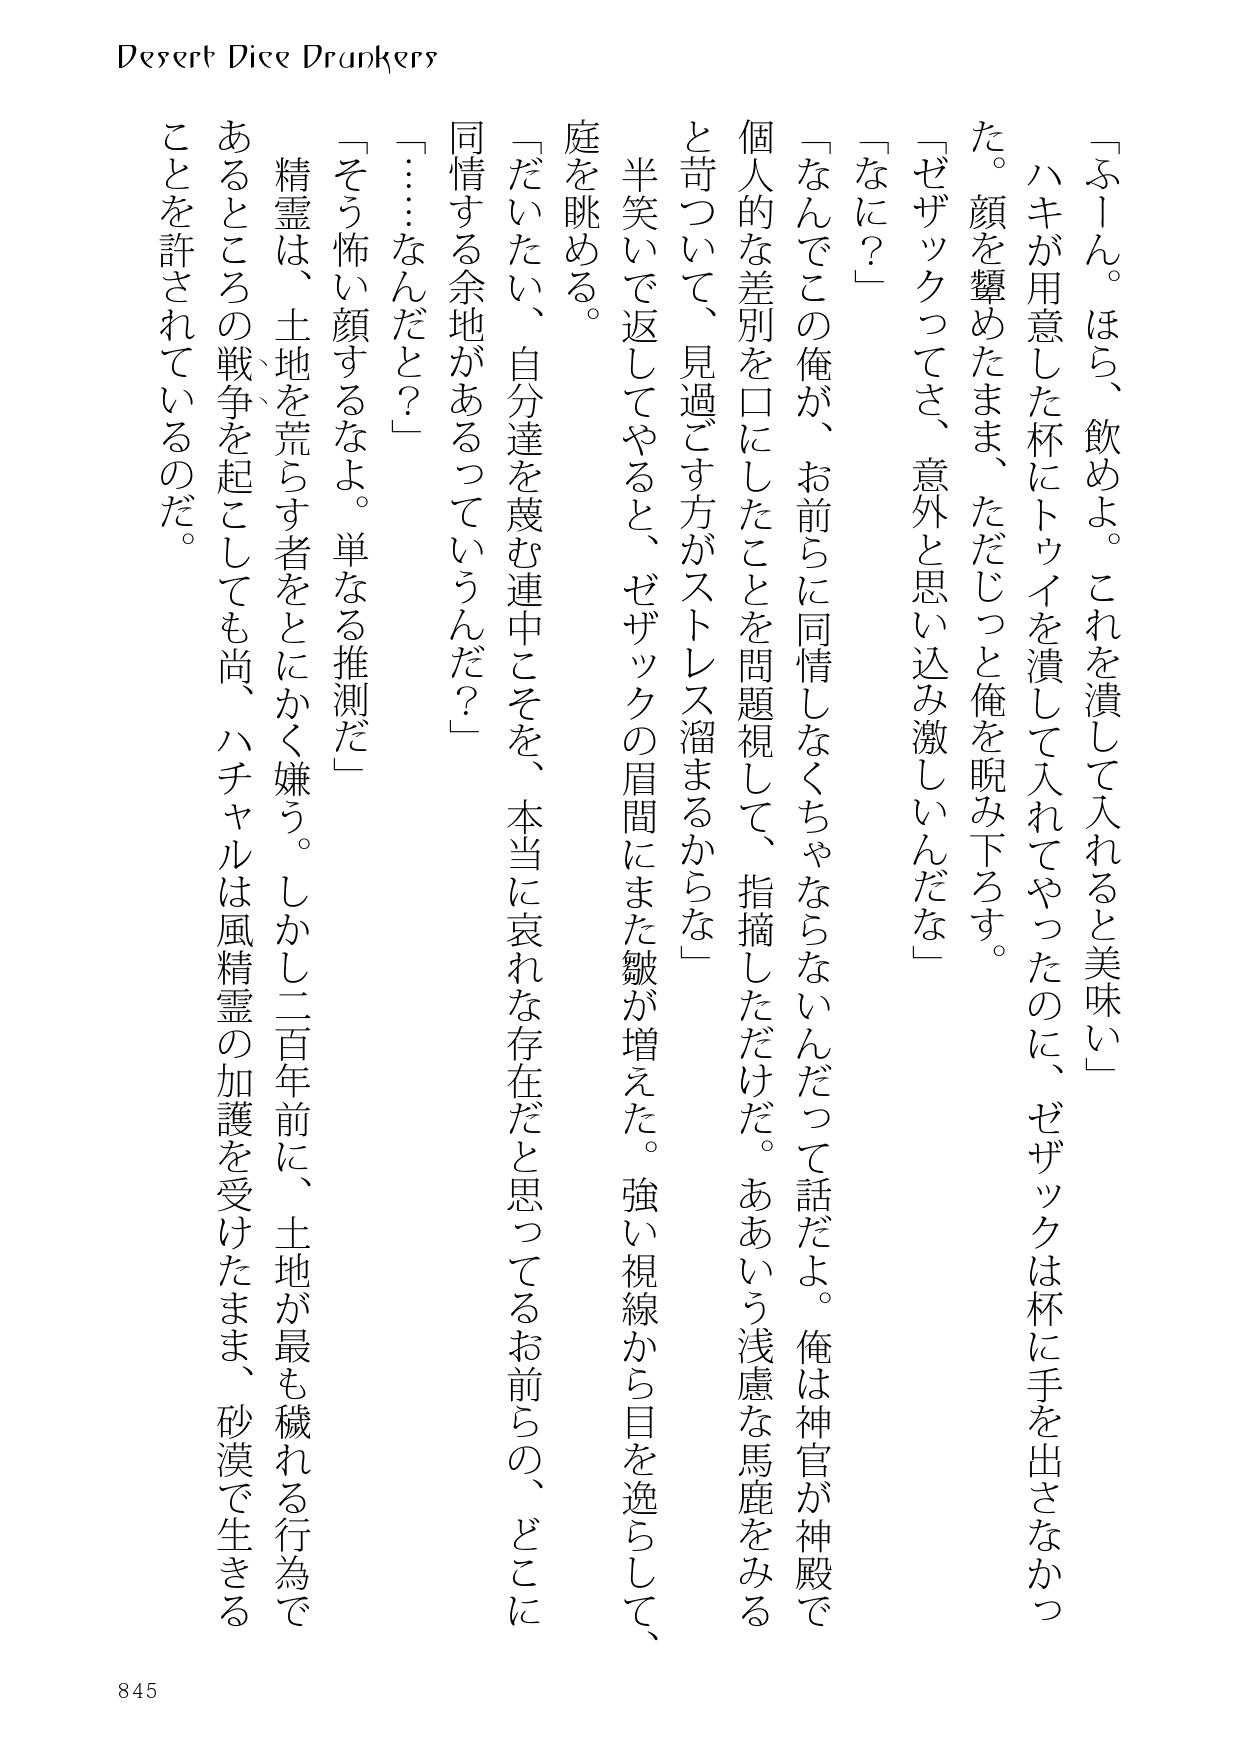 Desert Dice Drunkers
「ふーん。ほら、飲めよ。これを潰して入れると美味い」
　ハキが用意した杯にトゥイを潰して入れてやったのに、ゼザックは杯に手を出さなかっ
た。顔を顰めたまま、ただじっと俺を睨み下ろす。
「ゼザックってさ、意外と思い込み激しいんだな」
「なに？」
「なんでこの俺が、お前らに同情しなくちゃならないんだって話だよ。俺は神官が神殿で
個人的な差別を口にしたことを問題視して、指摘しただけだ。ああいう浅慮な馬鹿をみる
と苛ついて、見過ごす方がストレス溜まるからな」
　半笑いで返してやると、ゼザックの眉間にまた皺が増えた。強い視線から目を逸らして、
庭を眺める。
「だいたい、自分達を蔑む連中こそを、本当に哀れな存在だと思ってるお前らの、どこに
同情する余地があるっていうんだ？」
「……なんだと？」
「そう怖い顔するなよ。単なる推測だ」
　精霊は、土地を荒らす者をとにかく嫌う。しかし二百年前に、土地が最も穢れる行為で
あるところの戦争を起こしても尚、ハチャルは風精霊の加護を受けたまま、砂漠で生きる
ことを許されているのだ。
845